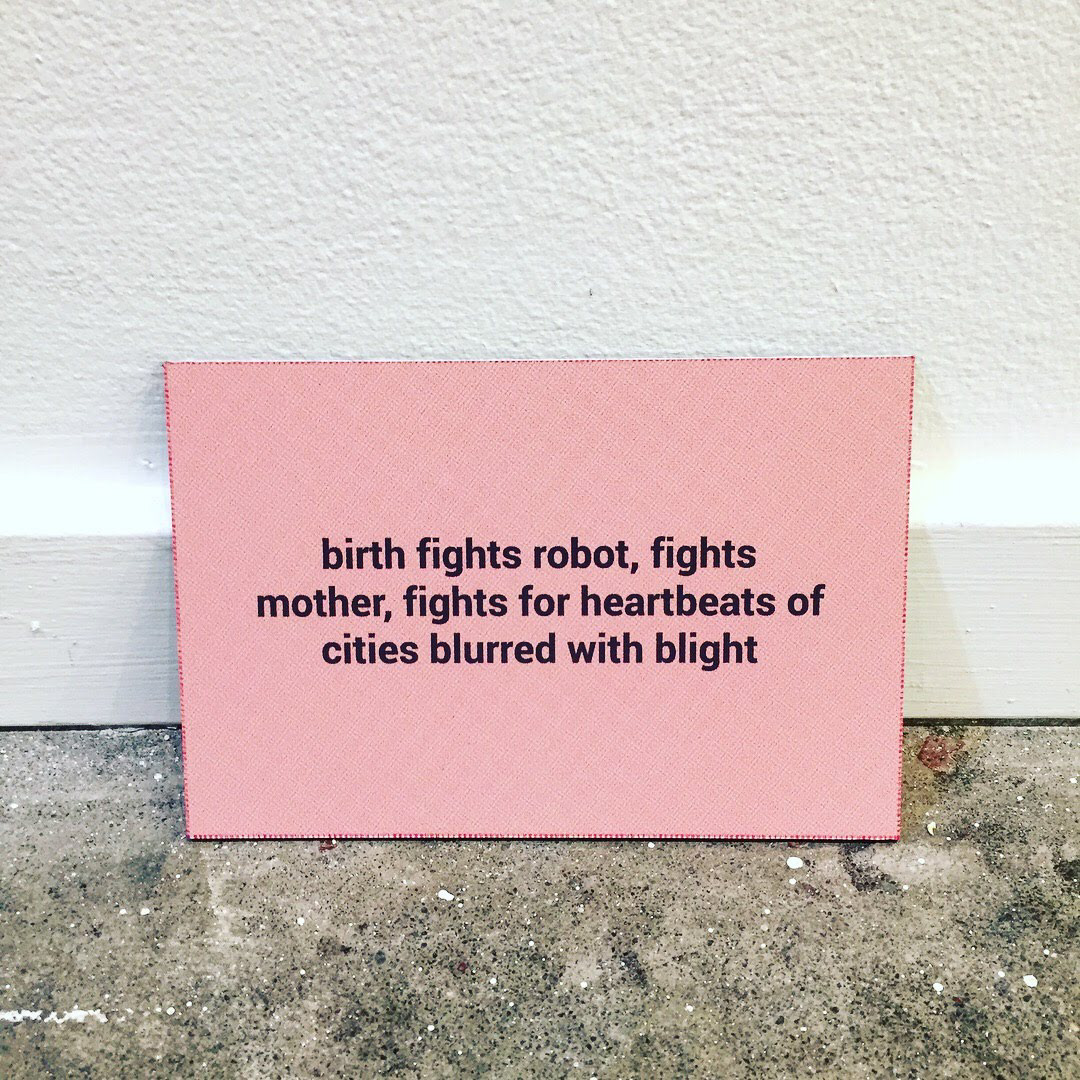 birth fights robot, fights
mother, fights for heartbeats of
cities blurred with blight